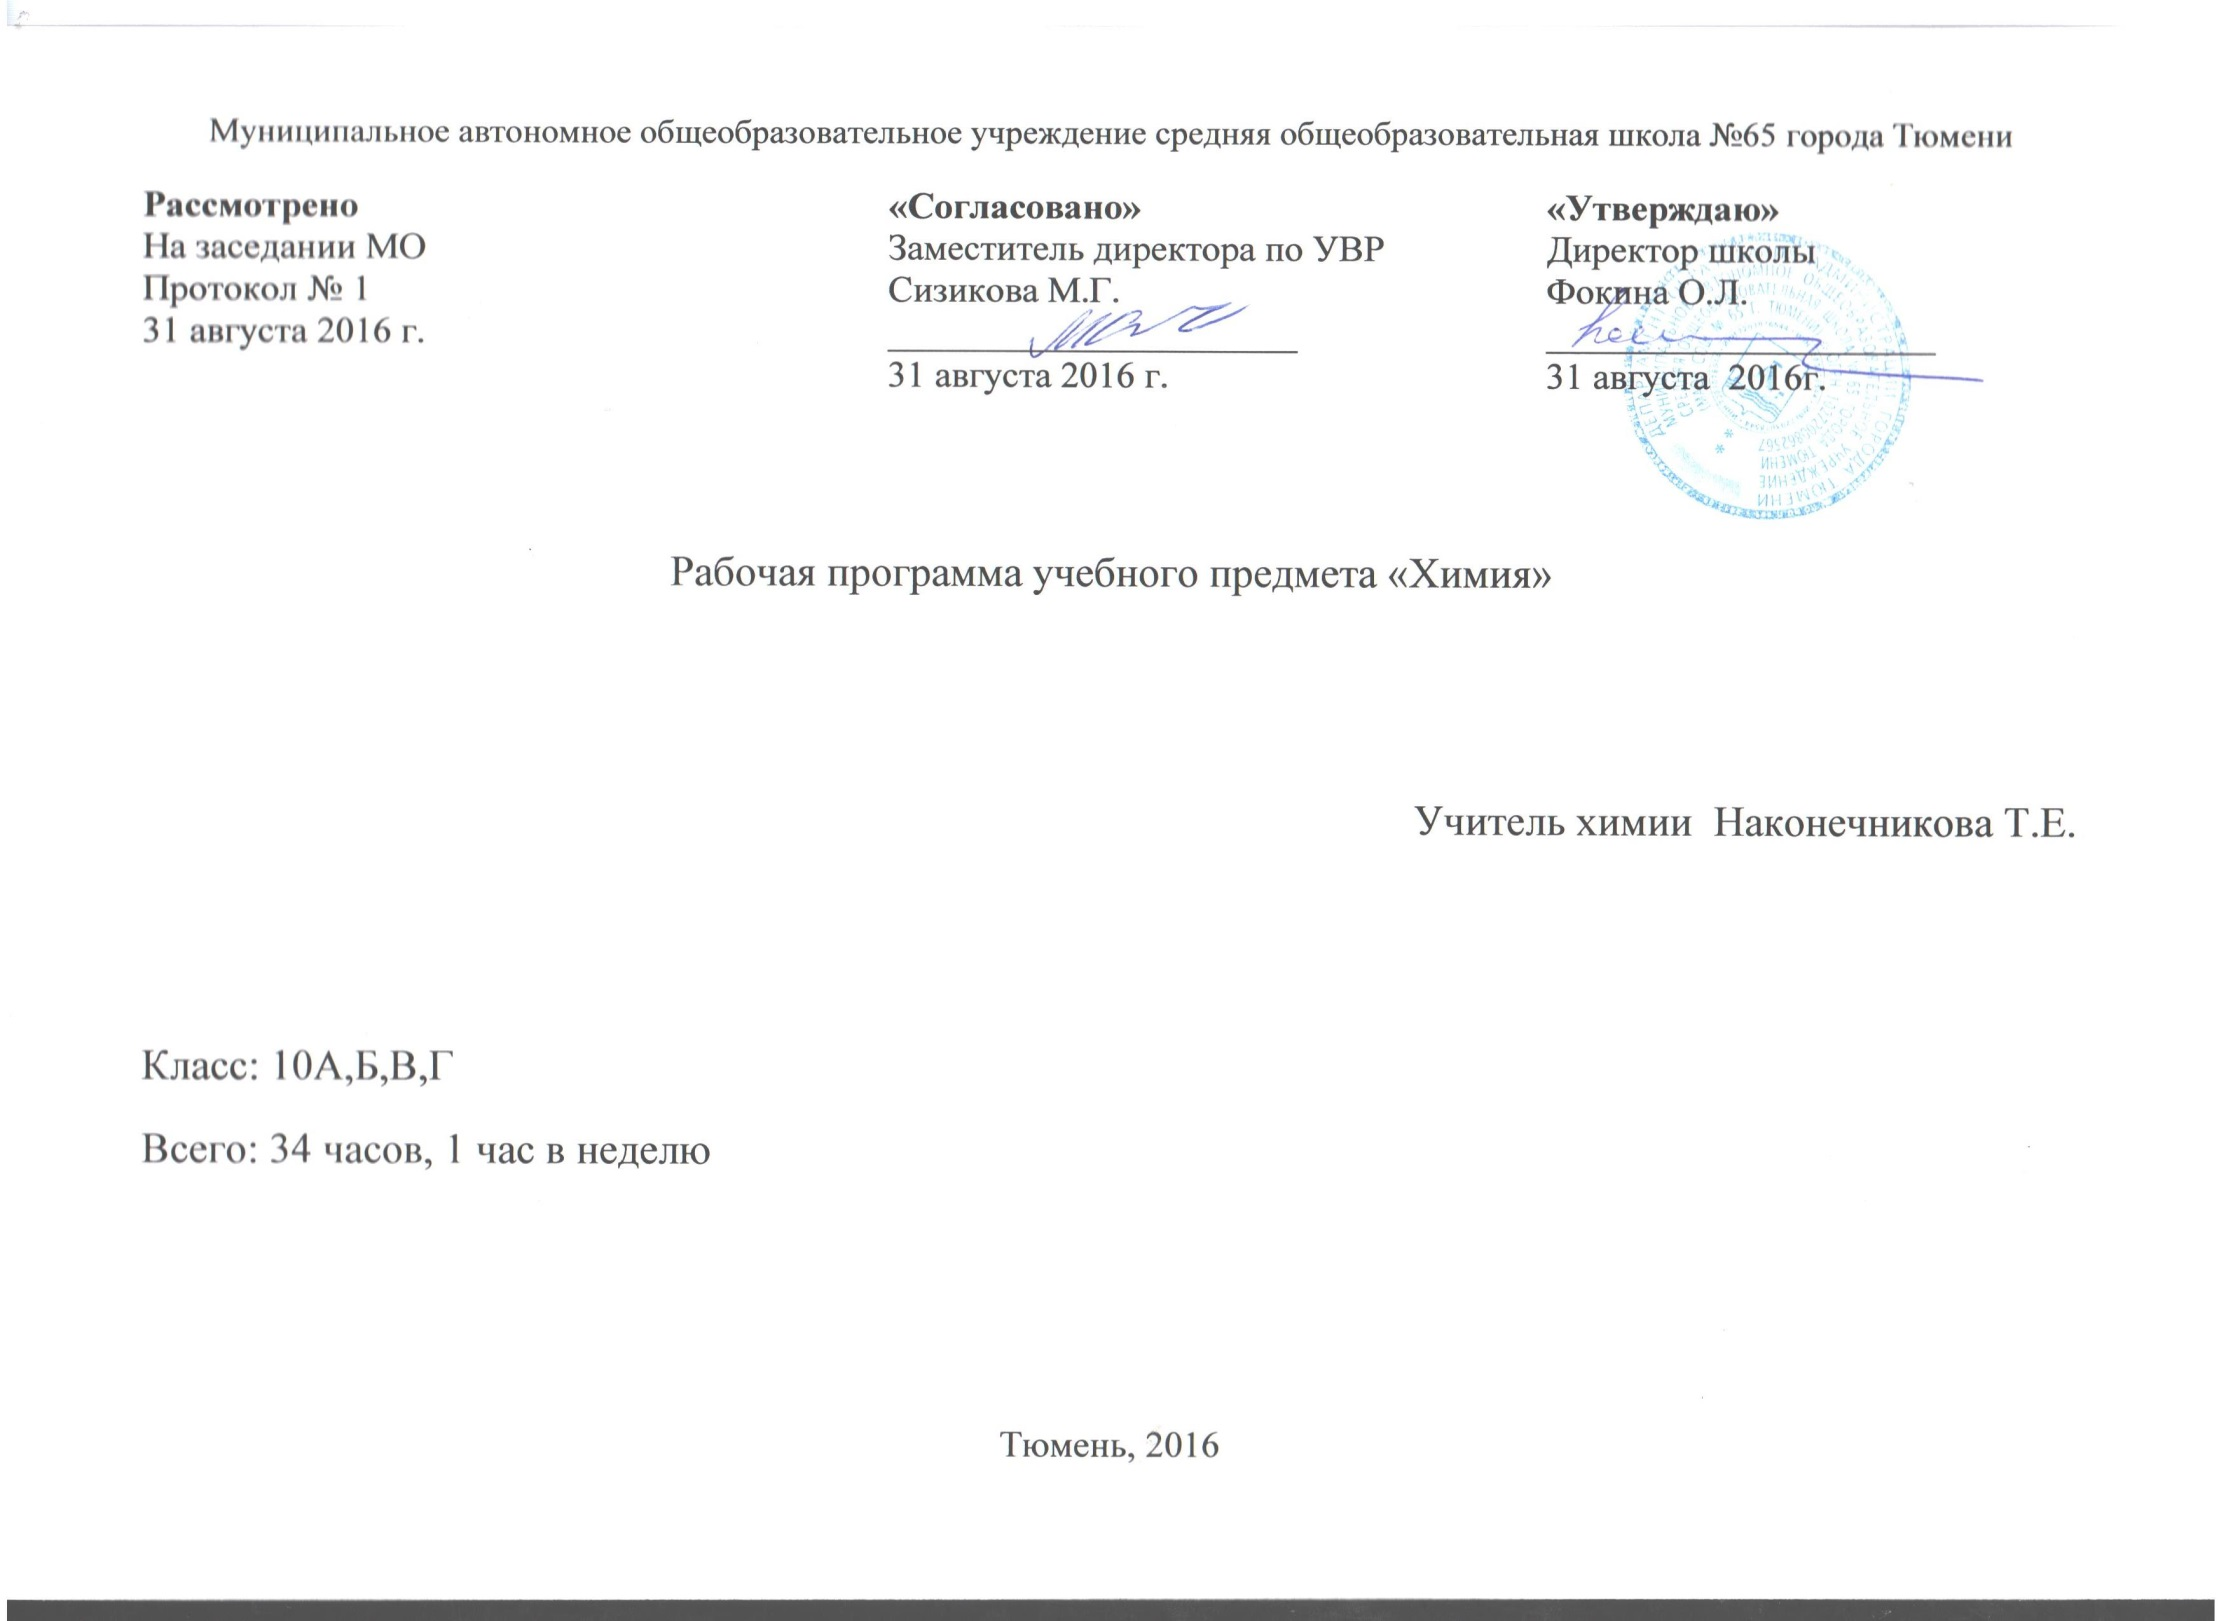 Муниципальное автономное общеобразовательное учреждение средняя общеобразовательная школа №65 города Тюмени
Рассмотрено
На заседании МО
Протокол № 1
31 августа 2016 г.
«Согласовано»
Заместитель директора по УВР
Сизикова М.Г.
31 августа 2016 г.
«Утверждаю»
Директор школы
Фокина О.Л.
31 августа  2016г.
Рабочая программа учебного предмета «Химия»
Учитель химии  Наконечникова Т.Е.
Класс: 10А,Б,В,Г
Всего: 34 часов, 1 час в неделю
Тюмень, 2016